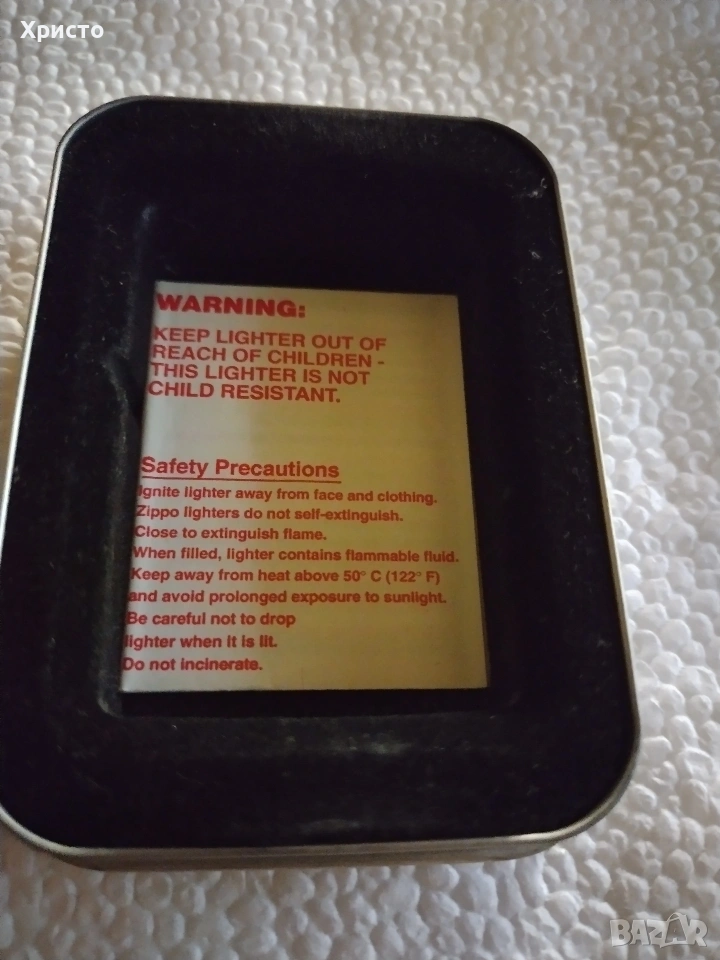 Христо
WARNING:
KEEP LIGHTER OUT OF
REACH OF CHILDREN -
THIS LIGHTER IS NOT
CHILD RESISTANT.
Safety Precautions
Ignite lighter away from face and clothing.
Zippo lighters do not self-extinguish.
Close to extinguish flame.
When filled, lighter contains flammable fluid.
Keep away from heat above 50° C (122° F)
and avoid prolonged exposure to sunlight.
Be careful not to drop
lighter when it is lit.
Do not incinerate.
BAZAR